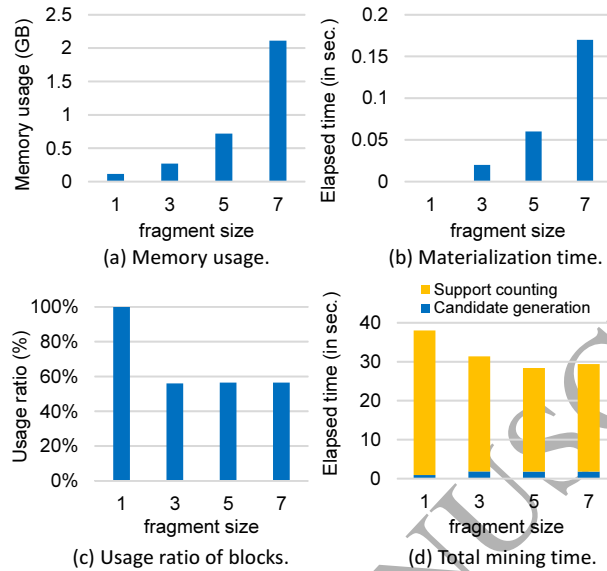 2.5
2
1.5
1
0.5
0
Memory usage (GB)
1 3 5 7
fragment size
(a) Memory usage.
0.2
0.15
0.1
0.05
0
Elapsed time (in sec.)
1 3 5 7
fragment size
(b) Materialization time.
100%
80%
60%
40%
20%
0%
Usage ratio (%)
1 3 5 7
fragment size
(c) Usage ratio of blocks.
Support counting
Candidate generation
40
30
20
10
0
Elapsed time (in sec.)
1 3 5 7
fragment size
(d) Total mining time.
NUSC